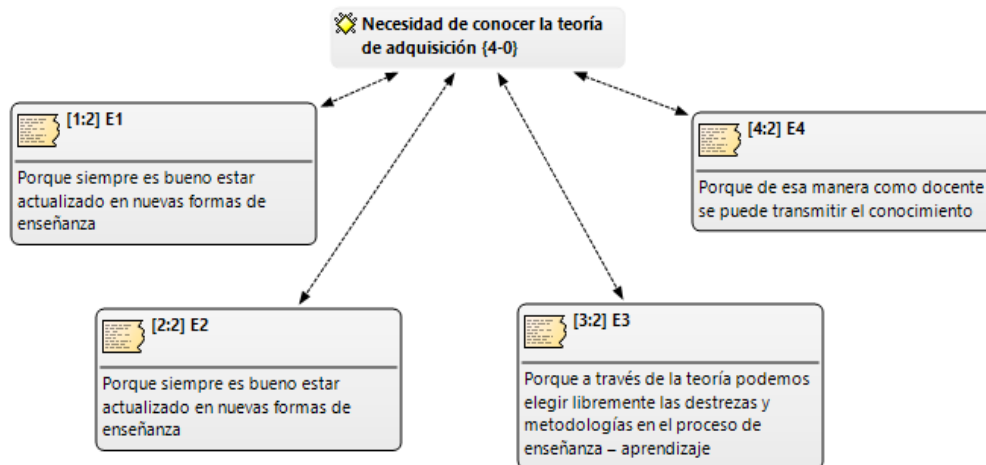 Necesidad de conocer la teoría
de adquisición {4-0}
[1:2] E1
Porque siempre es bueno estar
actualizado en nuevas formas de
enseñanza
[4:2] E4
Porque de esa manera como docente
se puede transmitir el conocimiento
[2:2] E2
Porque siempre es bueno estar
actualizado en nuevas formas de
enseñanza
[3:2] E3
Porque a través de la teoría podemos
elegir libremente las destrezas y
metodologías en el proceso de
enseñanza – aprendizaje